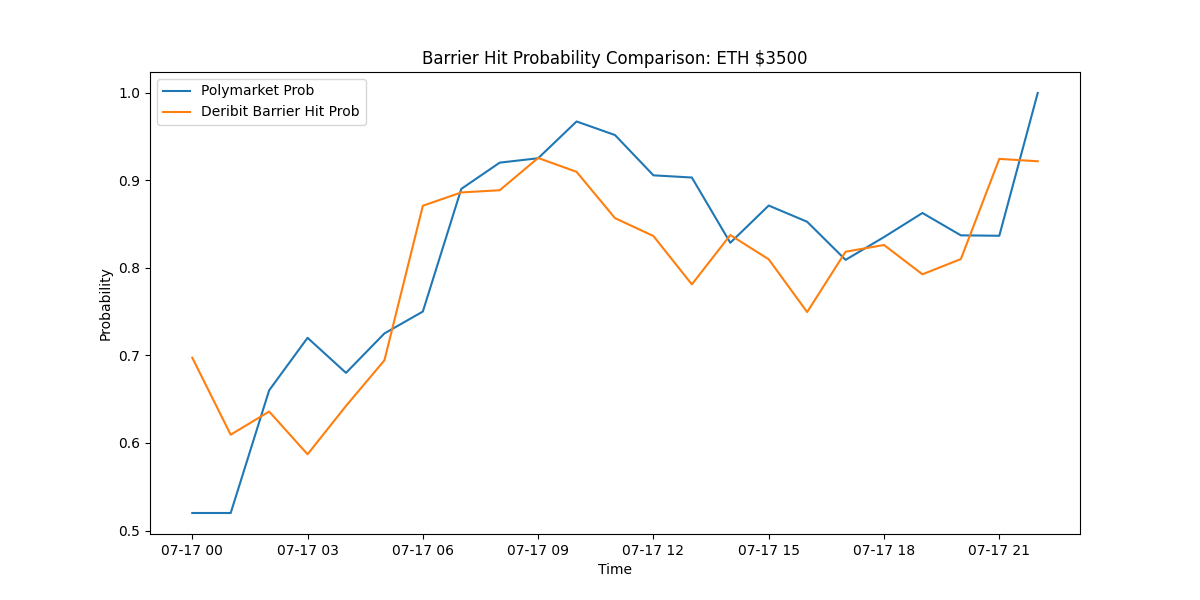 Barrier Hit Probability Comparison: ETH $3500
Polymarket Prob
Deribit Barrier Hit Prob
Probability
1.0
0.9
0.8
0.7
0.6
0.5
07-17 00
07-17 03
07-17 06
07-17 09
07-17 12
07-17 15
07-17 18
07-17 21
Time